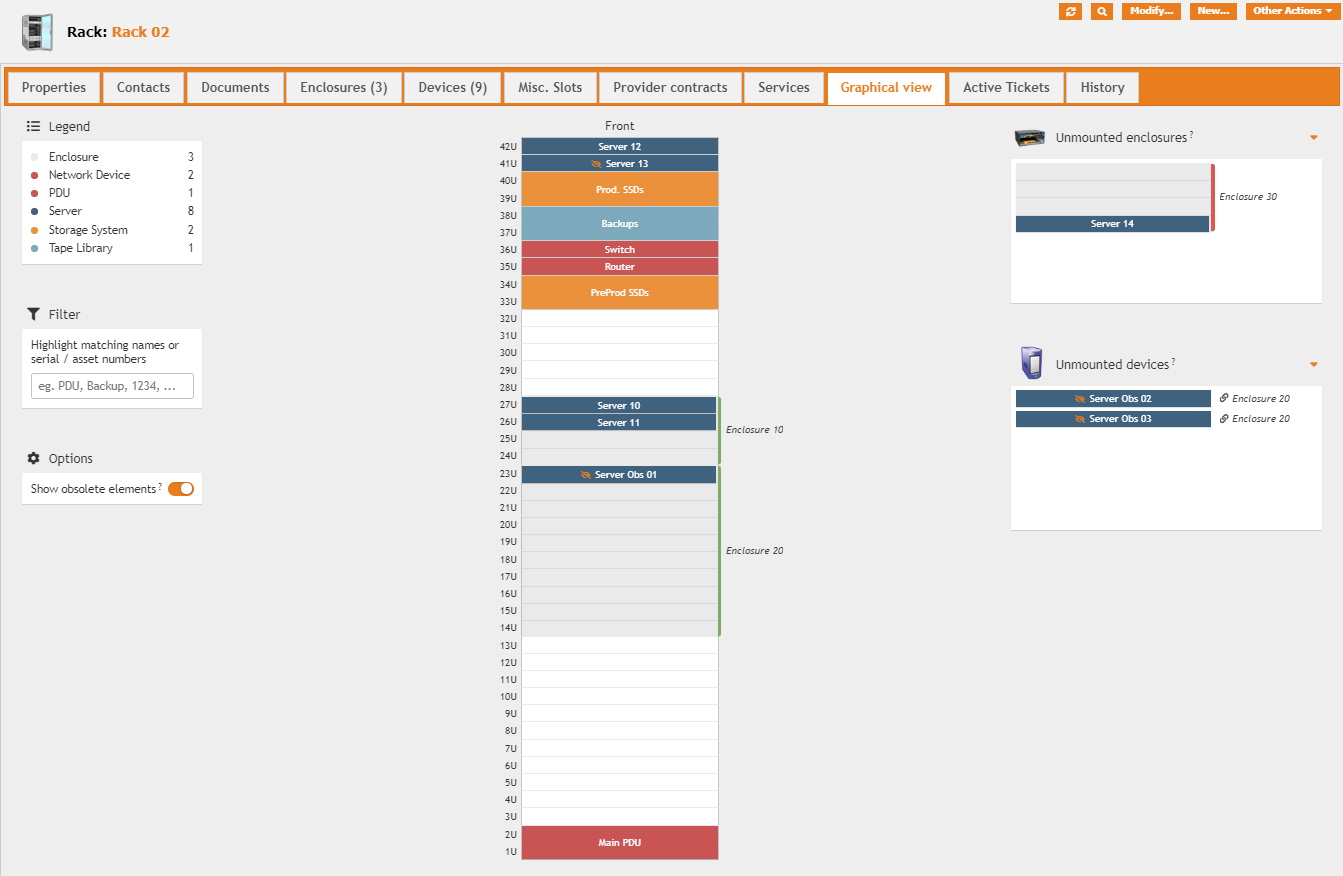 Rack: Rack 02
Modify... New... Other Actions
Properties Contacts Documents Enclosures (3) Devices (9) Misc. Slots Provider contracts Services Graphical view Active Tickets History
Legend
Enclosure 3
Network Device 2
PDU 1
Server 8
Storage System 2
Tape Library 1
Filter
Highlight matching names or
serial / asset numbers
eg. PDU, Backup, 1234, ...
Options
Show obsolete elements ?
Front
42U Server 12
41U Server 13
40U
Prod. SSDs
39U
38U
Backups
37U
36U Switch
35U Router
34U
PreProd SSDs
33U
32U
31U
30U
29U
28U
27U Server 10
26U Server 11
Enclosure 10
25U
24U
23U Server Obs 01
22U
21U
20U
19U
Enclosure 20
18U
17U
16U
15U
14U
13U
12U
11U
10U
9U
8U
7U
6U
5U
4U
3U
2U
Main PDU
1U
Unmounted enclosures ?
Enclosure 30
Server 14
Unmounted devices ?
Server Obs 02 Enclosure 20
Server Obs 03 Enclosure 20